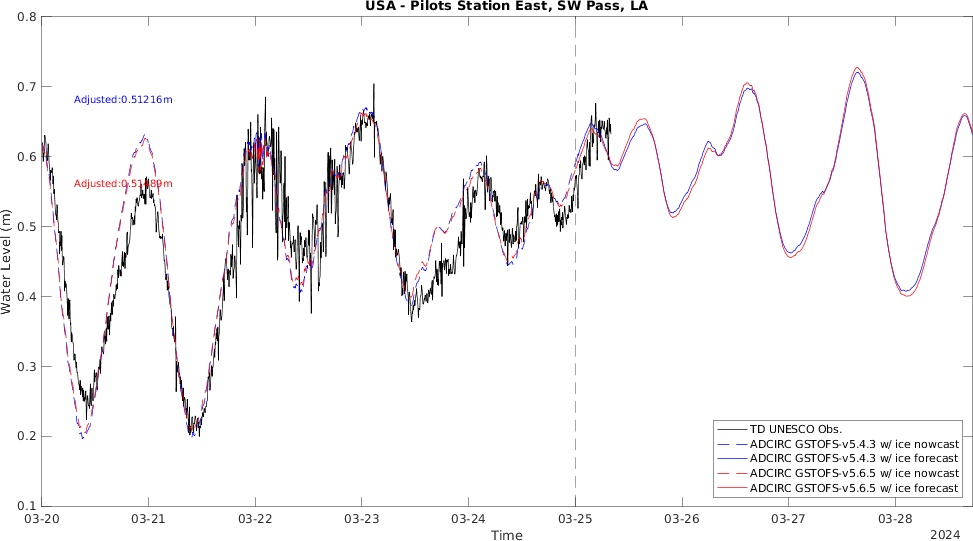 USA - Pilots Station East, SW Pass, LA
0.8
0.7
0.6
0.5
0.4
0.3
0.2
0.1
Water Level (m)
Adjusted:0.51216m
03-20 03-21 03-22 03-23 03-24 03-25 03-26 03-27 03-28
Time
2024
TD UNESCO Obs.
ADCIRC GSTOFS-v5.4.3 w/ ice nowcast
ADCIRC GSTOFS-v5.4.3 w/ ice forecast
ADCIRC GSTOFS-v5.6.5 w/ ice nowcast
ADCIRC GSTOFS-v5.6.5 w/ ice forecast